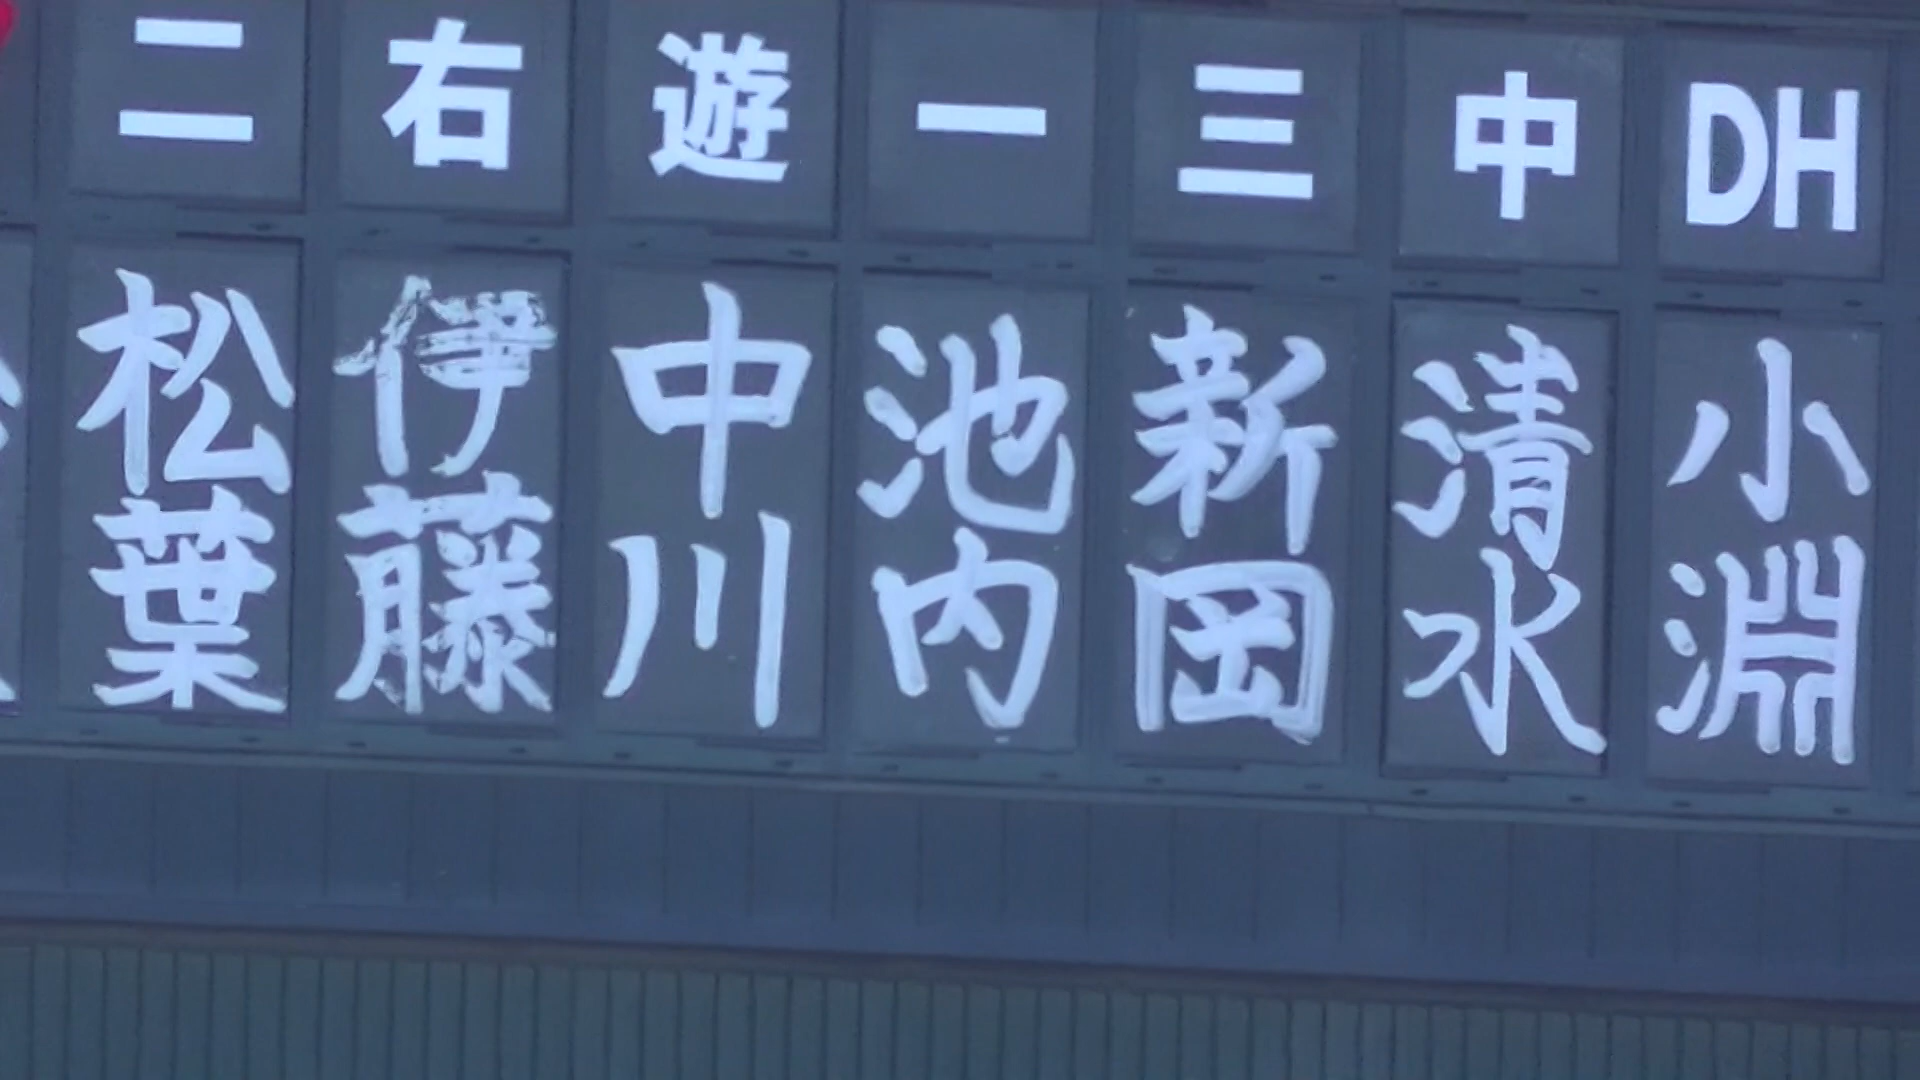 二 右 遊 一 三 中 DH
松葉 伊藤 中川 池内 新岡 清水 小淵